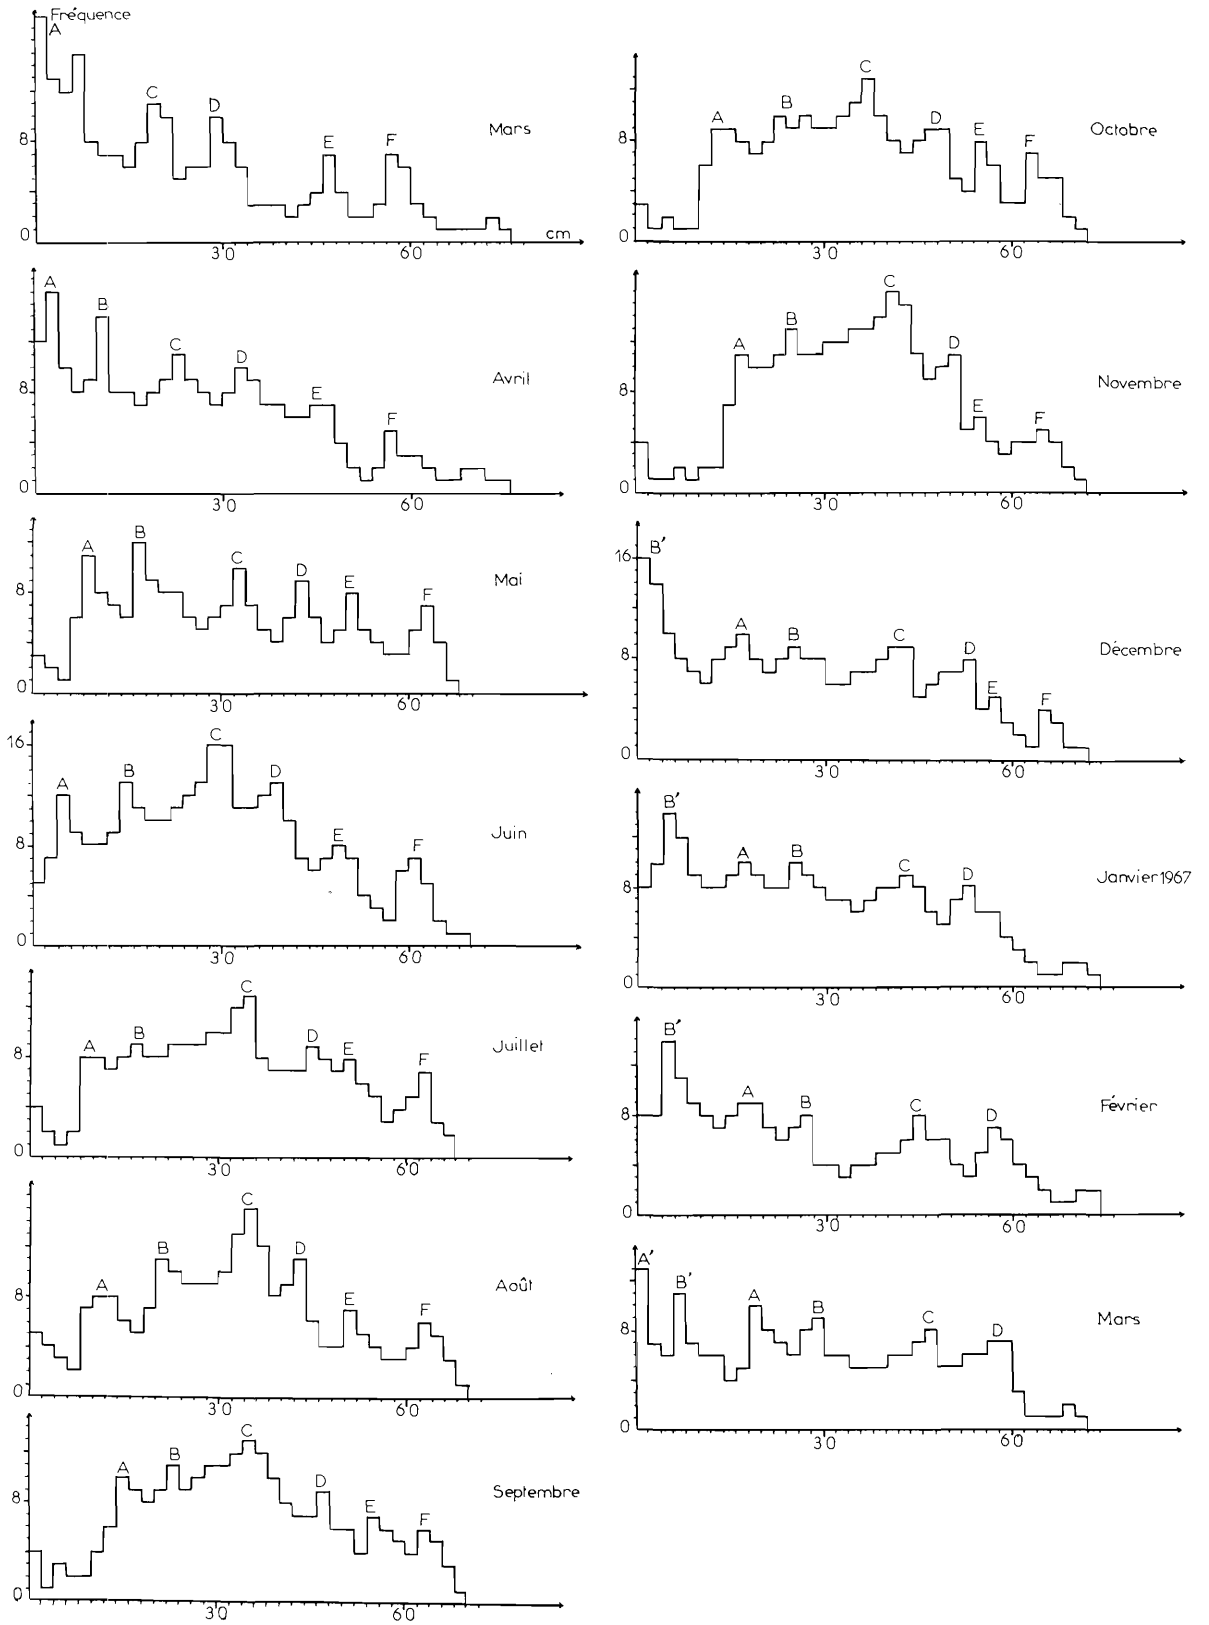 Fréquence
A
C
D
E
F
8
Mars
0
30
60
cm
A
B
C
D
E
F
8
Avril
0
30
60
A
B
C
D
E
F
8
Mai
0
30
60
16
A
B
C
D
E
F
8
Juin
0
30
60
A
B
C
D
E
F
8
Juillet
0
30
60
A
B
C
D
E
F
8
Août
0
30
60
A
B
C
D
E
F
8
Septembre
0
30
60
A
B
C
D
E
F
8
Octobre
0
30
60
A
B
C
D
E
F
8
Novembre
0
30
60
16
B'
A
B
C
D
E
F
8
Décembre
0
30
60
B'
A
B
C
D
8
Janvier 1967
0
30
60
B'
A
B
C
D
8
Février
0
30
60
A'
B'
A
B
C
D
8
Mars
0
30
60